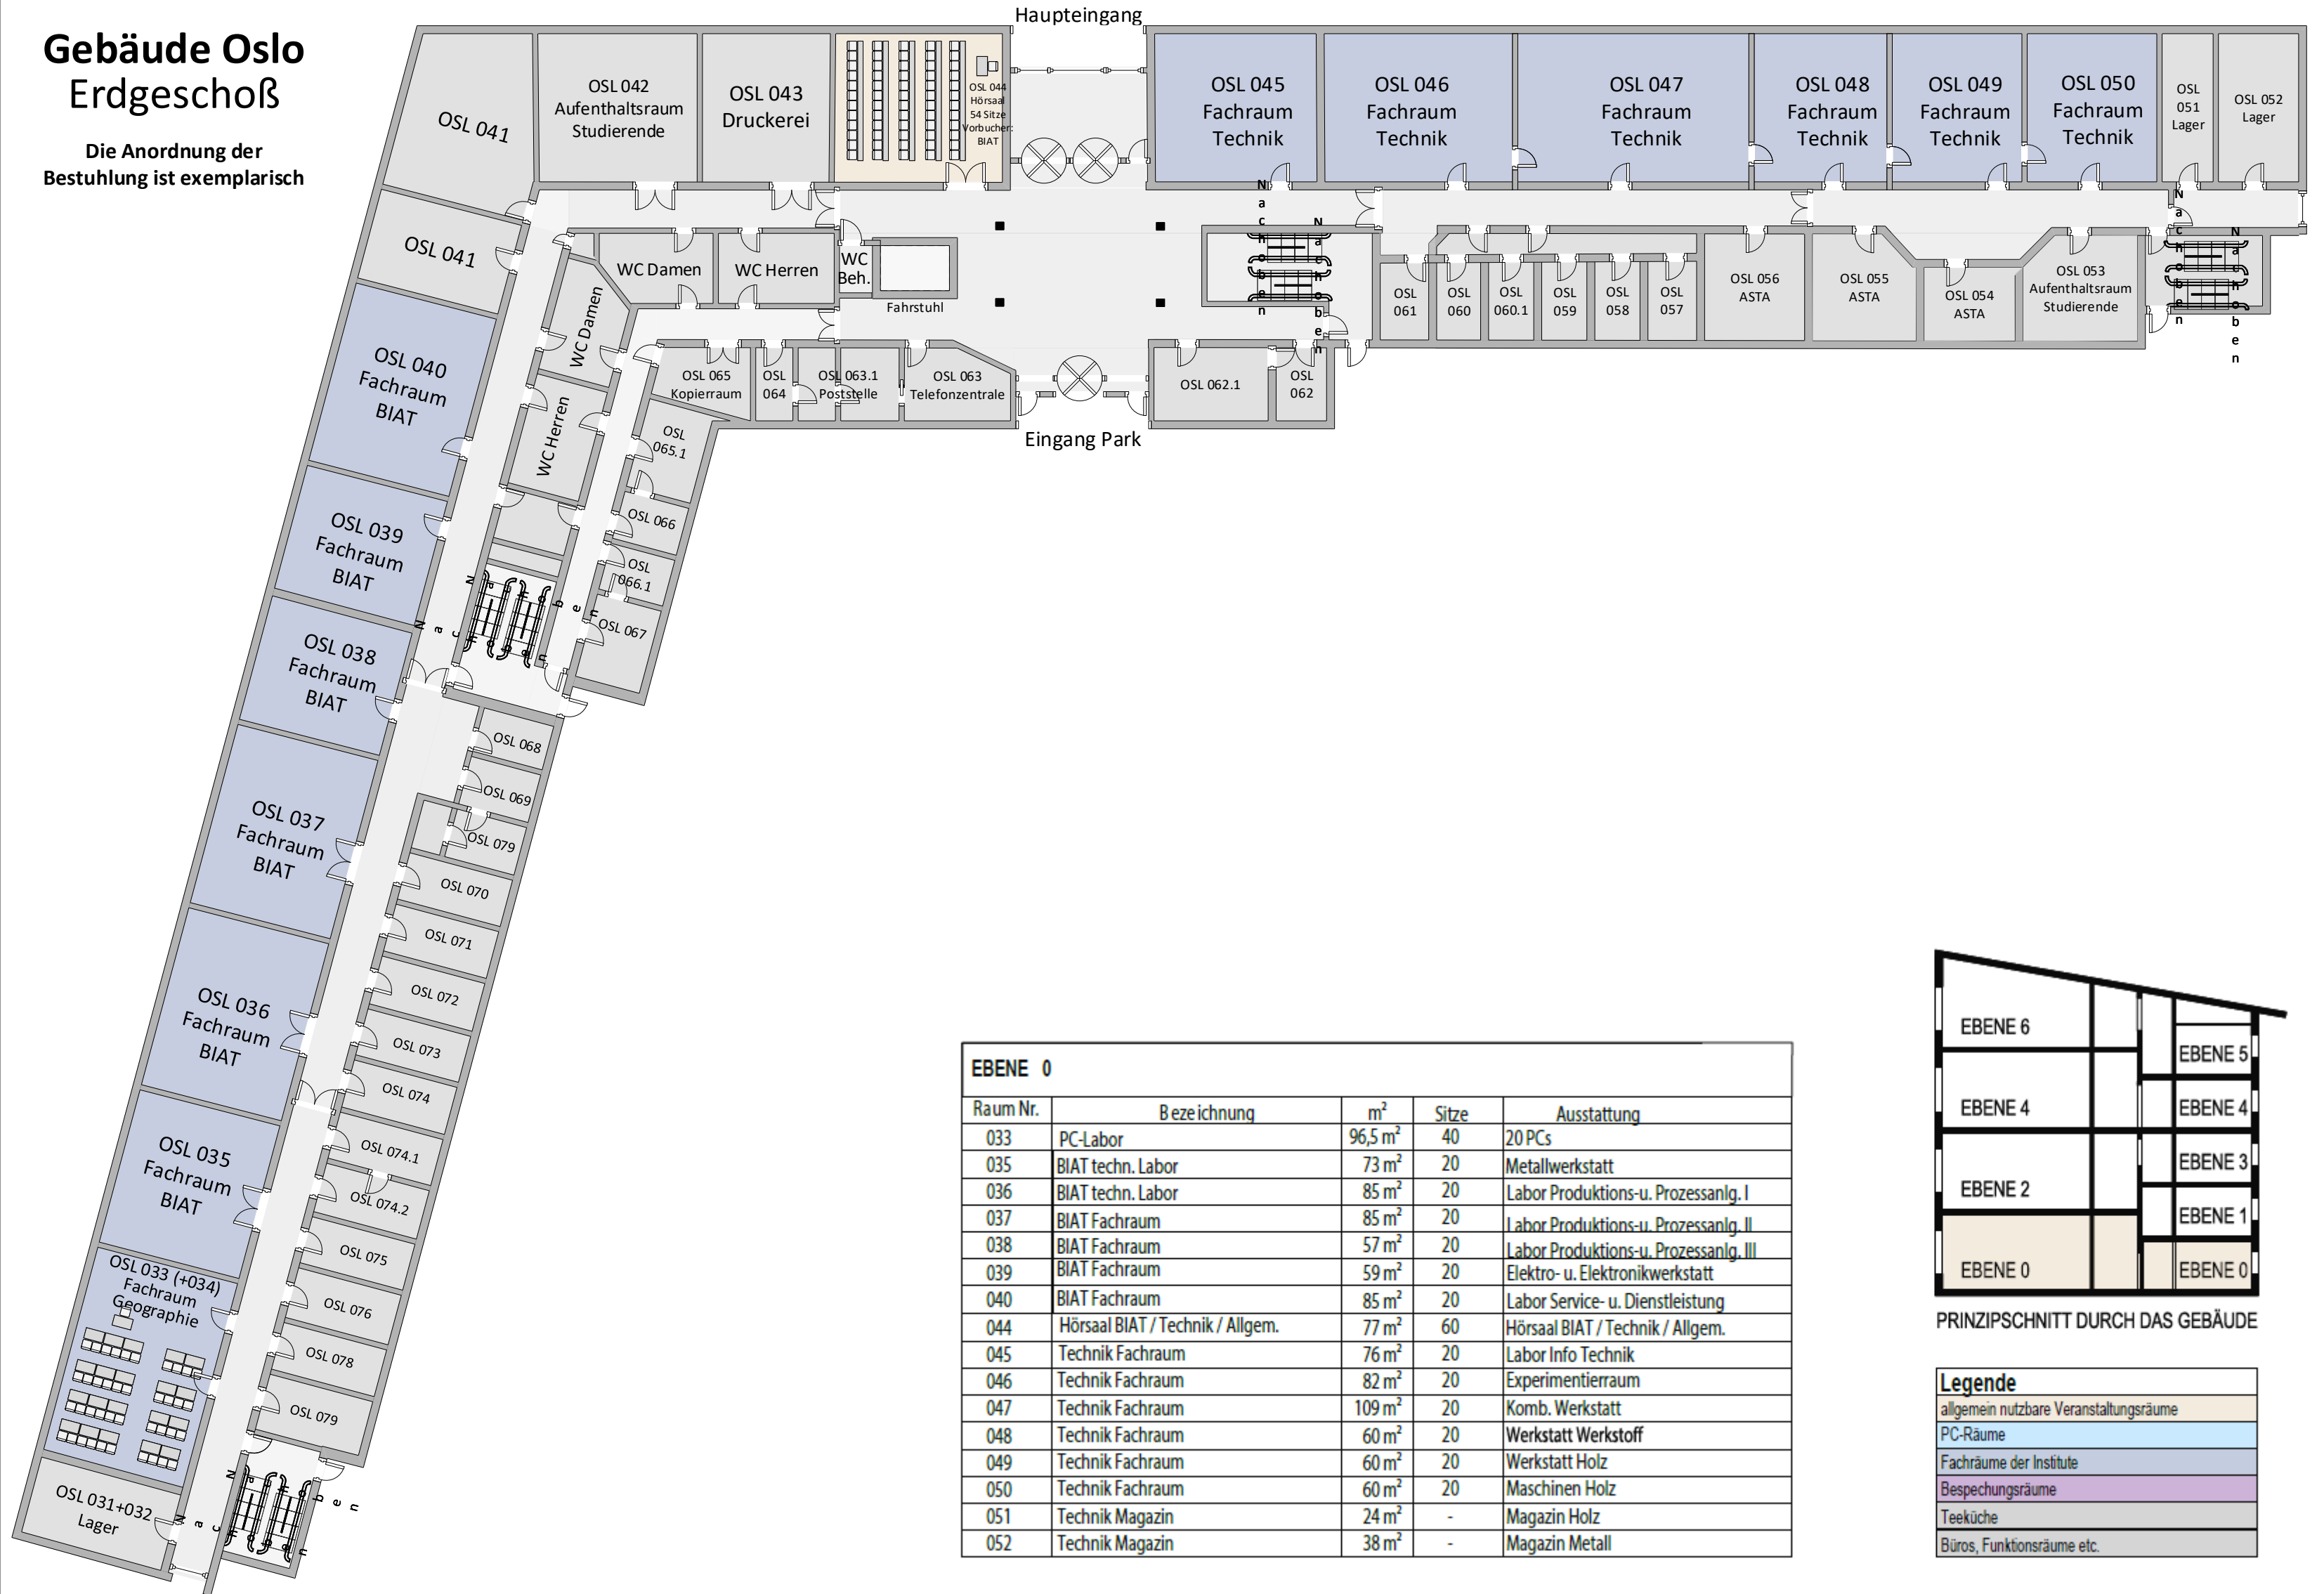 Gebäude Oslo
Erdgeschoß
Die Anordnung der
Bestuhlung ist exemplarisch
Haupteingang
OSL 041
OSL 042
Aufenthaltsraum
Studierende
OSL 043
Druckerei
OSL 044
Hörsaal
54 Sitze
Vorbucher:
BIAT
OSL 045
Fachraum
Technik
OSL 046
Fachraum
Technik
OSL 047
Fachraum
Technik
OSL 048
Fachraum
Technik
OSL 049
Fachraum
Technik
OSL 050
Fachraum
Technik
OSL
051
Lager
OSL 052
Lager
OSL 041
WC Damen
WC Herren
WC
Beh.
Fahrstuhl
Nach oben
Nach oben
OSL
061
OSL
060
OSL
060.1
OSL
059
OSL
058
OSL
057
OSL 056
ASTA
OSL 055
ASTA
OSL 054
ASTA
OSL 053
Aufenthaltsraum
Studierende
Nach oben
Nach oben
WC Damen
WC Herren
OSL 065
Kopierraum
OSL
064
OSL 063.1
Poststelle
OSL 063
Telefonzentrale
OSL 062.1
OSL
062
Eingang Park
OSL 040
Fachraum
BIAT
OSL
065.1
OSL 066
OSL
066.1
OSL 067
OSL 039
Fachraum
BIAT
Nach oben
Nach oben
OSL 038
Fachraum
BIAT
OSL 068
OSL 069
OSL 079
OSL 037
Fachraum
BIAT
OSL 070
OSL 071
OSL 072
OSL 036
Fachraum
BIAT
OSL 073
OSL 074
OSL 074.1
OSL 035
Fachraum
BIAT
OSL 074.2
OSL 075
OSL 033 (+034)
Fachraum
Geographie
OSL 076
OSL 078
OSL 079
OSL 031+032
Lager
Nach oben
Nach oben
EBENE 0
Raum Nr. Bezeichnung m² Sitze Ausstattung
033 PC-Labor 96,5 m² 40 20 PCs
035 BIAT techn. Labor 73 m² 20 Metallwerkstatt
036 BIAT techn. Labor 85 m² 20 Labor Produktions-u. Prozessanlg. I
037 BIAT Fachraum 85 m² 20 Labor Produktions-u. Prozessanlg. II
038 BIAT Fachraum 57 m² 20 Labor Produktions-u. Prozessanlg. III
039 BIAT Fachraum 59 m² 20 Elektro- u. Elektronikwerkstatt
040 BIAT Fachraum 85 m² 20 Labor Service- u. Dienstleistung
044 Hörsaal BIAT / Technik / Allgem. 77 m² 60 Hörsaal BIAT / Technik / Allgem.
045 Technik Fachraum 76 m² 20 Labor Info Technik
046 Technik Fachraum 82 m² 20 Experimentierraum
047 Technik Fachraum 109 m² 20 Komb. Werkstatt
048 Technik Fachraum 60 m² 20 Werkstatt Werkstoff
049 Technik Fachraum 60 m² 20 Werkstatt Holz
050 Technik Fachraum 60 m² 20 Maschinen Holz
051 Technik Magazin 24 m² - Magazin Holz
052 Technik Magazin 38 m² - Magazin Metall
EBENE 6
EBENE 5
EBENE 4
EBENE 4
EBENE 3
EBENE 2
EBENE 1
EBENE 0
EBENE 0
PRINZIPSCHNITT DURCH DAS GEBÄUDE
Legende
allgemein nutzbare Veranstaltungsräume
PC-Räume
Fachräume der Institute
Bespechungsräume
Teeküche
Büros, Funktionsräume etc.